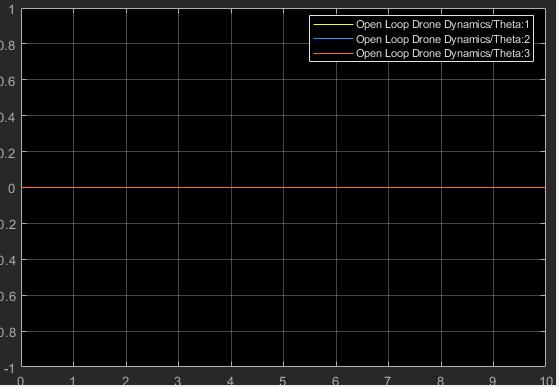 1
Open Loop Drone Dynamics/Theta:1
Open Loop Drone Dynamics/Theta:2
Open Loop Drone Dynamics/Theta:3
0.8
0.6
0.4
0.2
0
0.2
0.4
0.6
0.8
-1
0 1 2 3 4 5 6 7 8 9 10